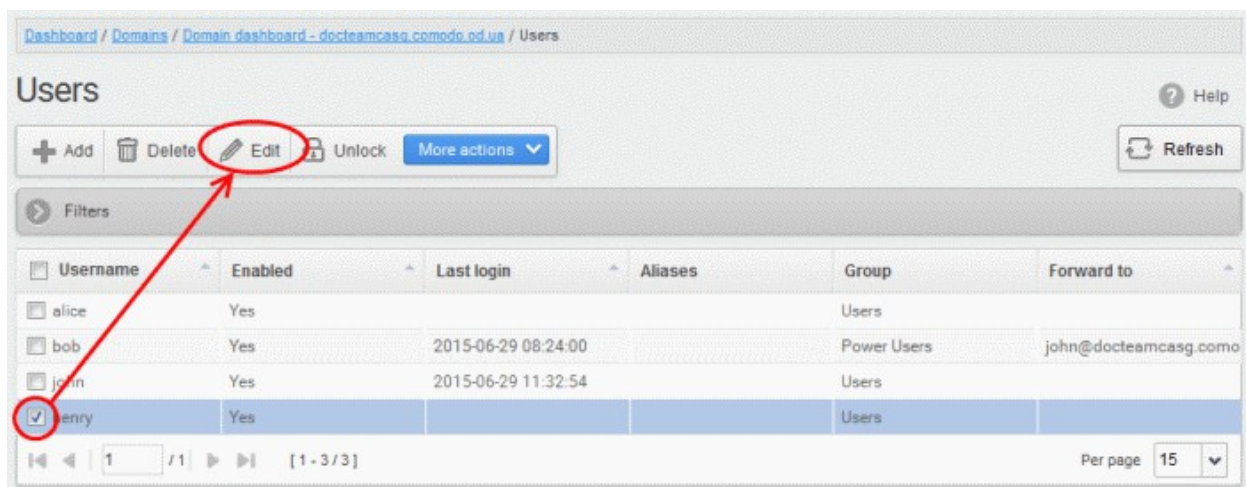 Dashboard / Domains / Domain dashboard - docteamcasg.comodo.od.ua / Users
Users
Help
Add Delete Edit Unlock More actions Refresh
Filters
Username Enabled Last login Aliases Group Forward to
alice Yes Users
bob Yes 2015-06-29 08:24:00 Power Users john@docteamcasg.como
john Yes 2015-06-29 11:32:54 Users
henry Yes Users
1 / 1 [1 - 3 / 3] Per page 15